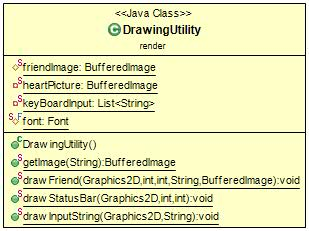 <<Java Class>>
DrawingUtility
render
friendImage: BufferedImage
heartPicture: BufferedImage
keyBoardInput: List<String>
font: Font
DrawingUtility()
getImage(String):BufferedImage
drawFriend(Graphics2D,int,int,String,BufferedImage):void
drawStatusBar(Graphics2D,int,int):void
drawInputString(Graphics2D,String):void